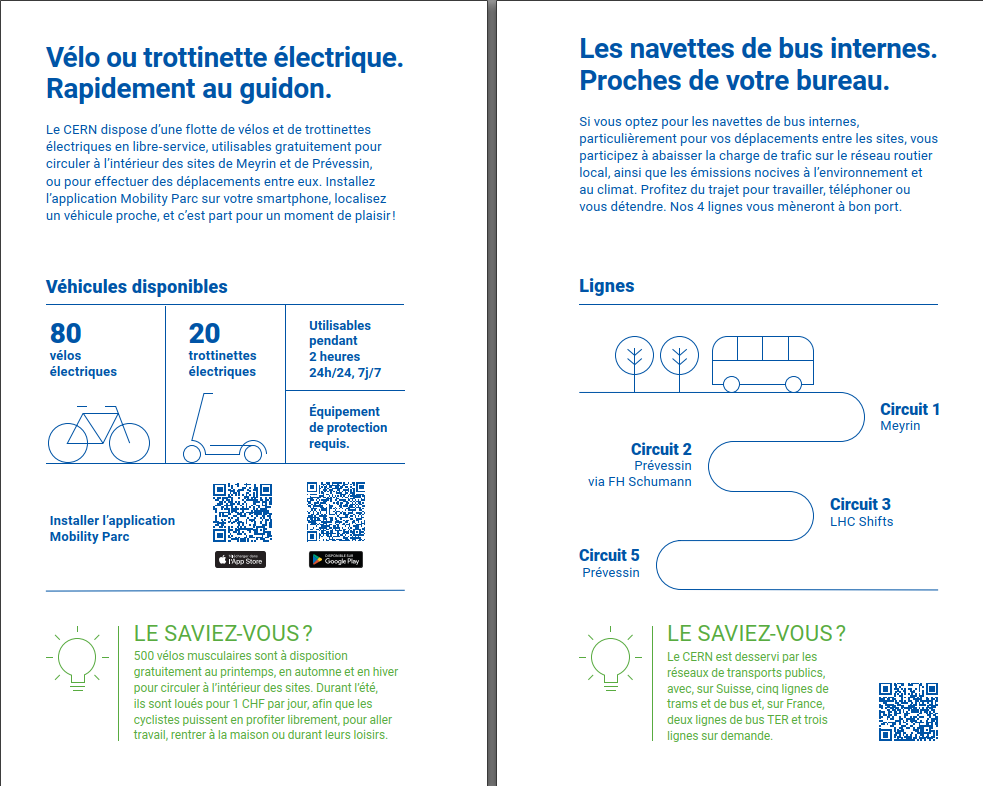 Vélo ou trottinette électrique.
Rapidement au guidon.
Le CERN dispose d'une flotte de vélos et de trottinettes
électriques en libre-service, utilisables gratuitement pour
circuler à l'intérieur des sites de Meyrin et de Prévessin,
ou pour effectuer des déplacements entre eux. Installez
l'application Mobility Parc sur votre smartphone, localisez
un véhicule proche, et c'est part pour un moment de plaisir !
Véhicules disponibles
80
vélos
électriques
20
trottinettes
électriques
Utilisables
pendant
2 heures
24h/24, 7j/7
Équipement
de protection
requis.
Installer l'application
Mobility Parc
Télécharger dans
l'App Store
DISPONIBLE SUR
Google Play
LE SAVIEZ-VOUS ?
500 vélos musculaires sont à disposition
gratuitement au printemps, en automne et en hiver
pour circuler à l'intérieur des sites. Durant l'été,
ils sont loués pour 1 CHF par jour, afin que les
cyclistes puissent en profiter librement, pour aller
travail, rentrer à la maison ou durant leurs loisirs.
Les navettes de bus internes.
Proches de votre bureau.
Si vous optez pour les navettes de bus internes,
particulièrement pour vos déplacements entre les sites, vous
participez à abaisser la charge de trafic sur le réseau routier
local, ainsi que les émissions nocives à l'environnement et
au climat. Profitez du trajet pour travailler, téléphoner ou
vous détendre. Nos 4 lignes vous mèneront à bon port.
Lignes
Circuit 1
Meyrin
Circuit 2
Prévessin
via FH Schumann
Circuit 3
LHC Shifts
Circuit 5
Prévessin
LE SAVIEZ-VOUS ?
Le CERN est desservi par les
réseaux de transports publics,
avec, sur Suisse, cinq lignes de
trams et de bus et, sur France,
deux lignes de bus TER et trois
lignes sur demande.